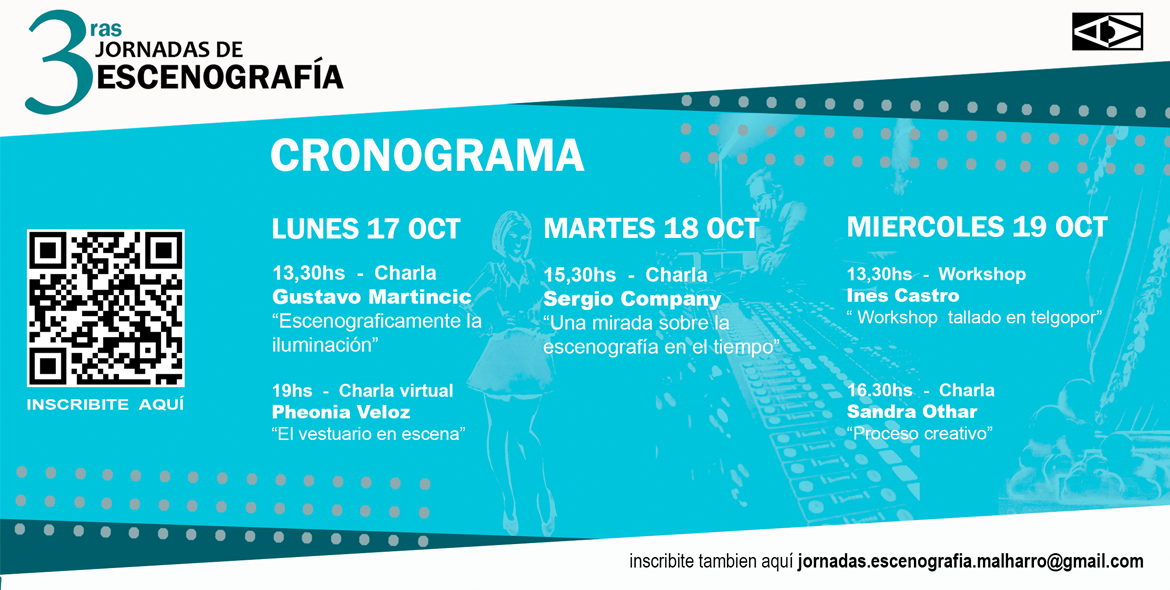 3ras
JORNADAS DE
ESCENOGRAFÍA
CRONOGRAMA
LUNES 17 OCT
13,30hs - Charla
Gustavo Martincic
“Escenograficamente la
iluminación”
19hs - Charla virtual
Pheonia Veloz
“El vestuario en escena”
MARTES 18 OCT
15,30hs - Charla
Sergio Company
“Una mirada sobre la
escenografía en el tiempo”
MIERCOLES 19 OCT
13,30hs - Workshop
Ines Castro
“ Workshop tallado en telgopor”
16.30hs - Charla
Sandra Othar
“Proceso creativo”
INSCRIBITE AQUÍ
inscribite tambien aquí jornadas.escenografia.malharro@gmail.com